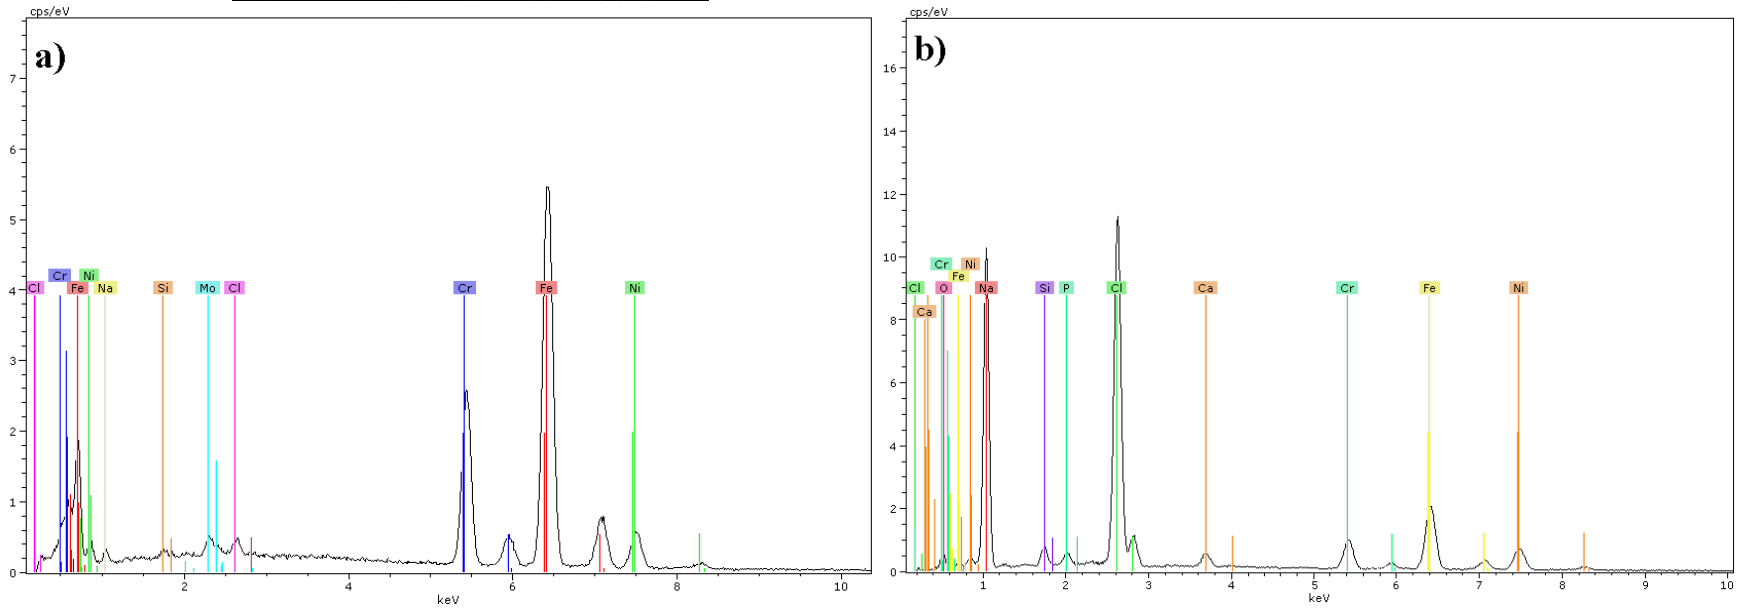 cps/eV
a)
7
6
5
4
3
2
1
0
Cr Ni
Cl Fe Na Si Mo Cl Cr Fe Ni
2 4 6 8 10
keV
cps/eV
b)
16
14
12
10
8
6
4
2
0
Cr Ni
Fe
Cl O Na Si P Cl Ca Cr Fe Ni
Ca
1 2 3 4 5 6 7 8 9 10
keV